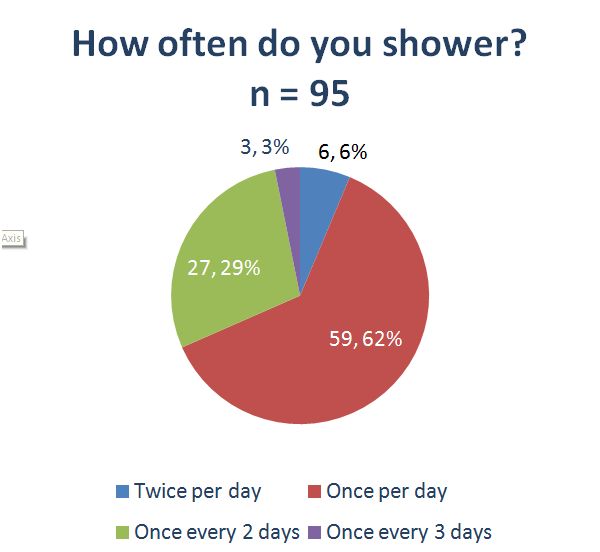 How often do you shower?
n = 95
3, 3%
6, 6%
Axis
27, 29%
59, 62%
Twice per day
Once per day
Once every 2 days
Once every 3 days